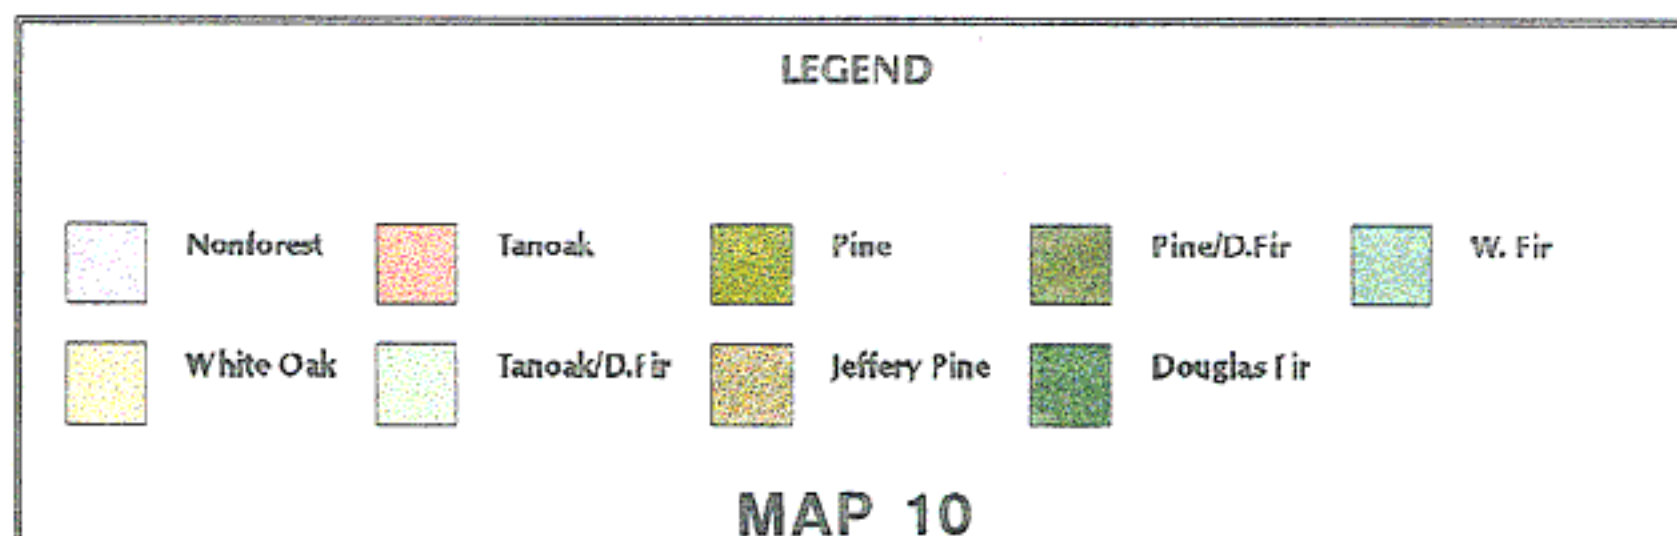 LEGEND
Nonforest Tanoak Pine Pine/D.Fir W. Fir
White Oak Tanoak/D.Fir Jeffery Pine Douglas Fir
MAP 10